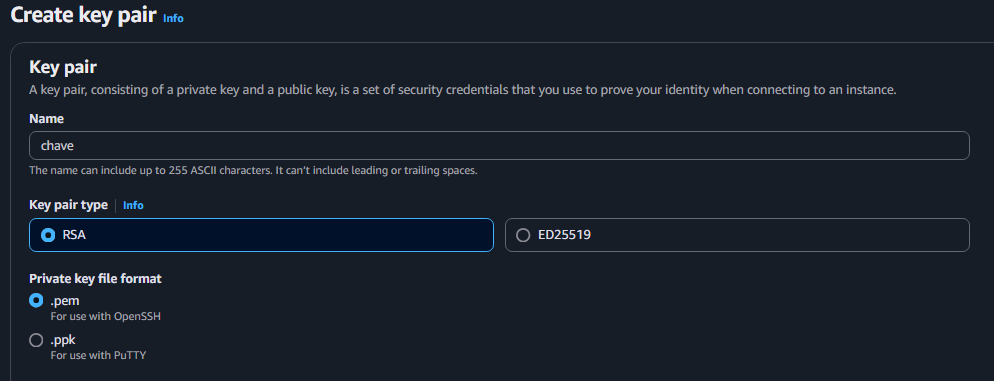 Create key pair Info
Key pair
A key pair, consisting of a private key and a public key, is a set of security credentials that you use to prove your identity when connecting to an instance.
Name
chave
The name can include up to 255 ASCII characters. It can't include leading or trailing spaces.
Key pair type Info
RSA ED25519
Private key file format
.pem
For use with OpenSSH
.ppk
For use with PuTTY